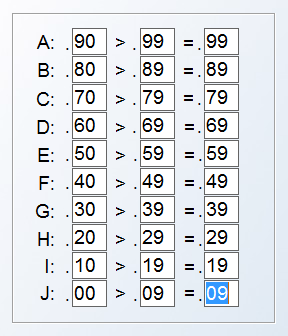 A: .90 > .99 =.99
B: .80 > .89 =.89
C: .70 > .79 =.79
D: .60 > .69 =.69
E: .50 > .59 =.59
F: .40 > .49 =.49
G: .30 > .39 =.39
H: .20 > .29 =.29
I: .10 > .19 =.19
J: .00 > .09 =.09